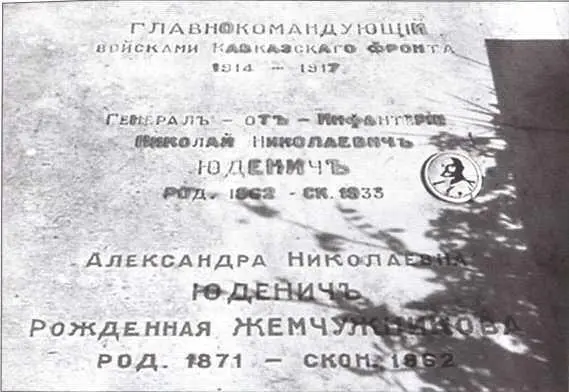 ГЛАВНОКОМАНДУЮЩІЙ
ВОЙСКАМИ КАВКАЗСКАГО ФРОНТА
1914 – 1917
ГЕНЕРАЛЪ – ОТЪ – ИНФАНТЕРІИ
НИКОЛАЙ НИКОЛАЕВИЧЪ
ЮДЕНИЧЪ
РОД. 1862 – СК. 1933
АЛЕКСАНДРА НИКОЛАЕВНА
ЮДЕНИЧЪ
РОЖДЕННАЯ ЖЕМЧУЖНИКОВА
РОД. 1871 – СКОН. 1962